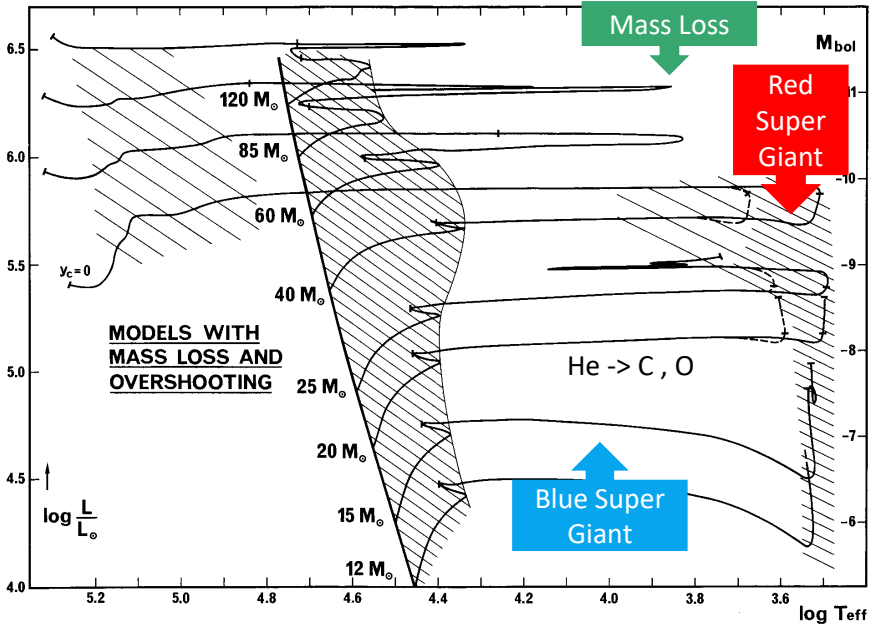 Mass Loss
M bol
6.5
-11
Red
Super
Giant
120 M⊙
85 M⊙
6.0
-10
60 M⊙
y c = 0
5.5
-9
40 M⊙
MODELS WITH
MASS LOSS AND
OVERSHOOTING
-8
5.0
He -> C , O
25 M⊙
-7
20 M⊙
4.5
Blue Super
Giant
log L/L⊙
15 M⊙
-6
12 M⊙
4.0
5.2 5.0 4.8 4.6 4.4 4.2 4.0 3.8 3.6
log T eff